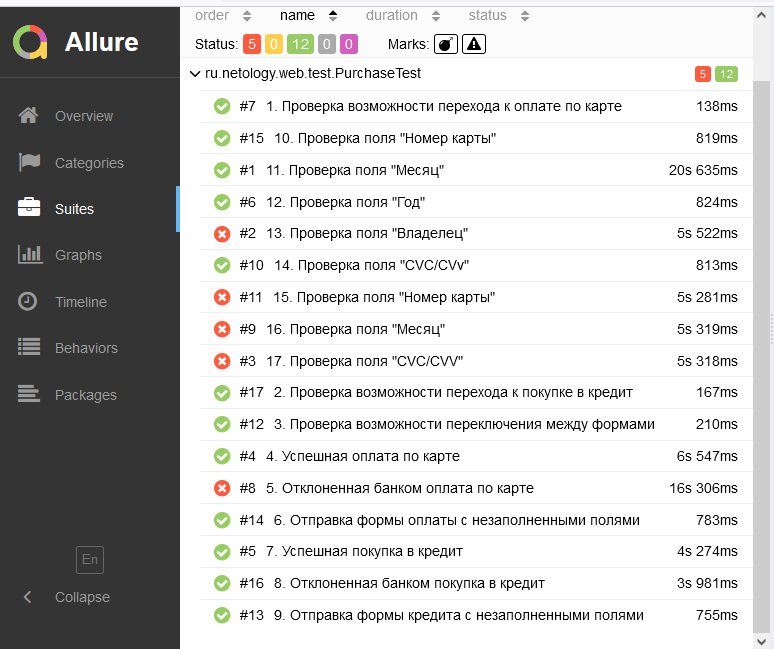 Allure
Overview
Categories
Suites
Graphs
Timeline
Behaviors
Packages
En
Collapse
order name duration status
Status: 5 0 12 0 0 Marks:
ru.netology.web.test.PurchaseTest 5 12
#7 1. Проверка возможности перехода к оплате по карте 138ms
#15 10. Проверка поля "Номер карты" 819ms
#1 11. Проверка поля "Месяц" 20s 635ms
#6 12. Проверка поля "Год" 824ms
#2 13. Проверка поля "Владелец" 5s 522ms
#10 14. Проверка поля "CVC/CVv" 813ms
#11 15. Проверка поля "Номер карты" 5s 281ms
#9 16. Проверка поля "Месяц" 5s 319ms
#3 17. Проверка поля "CVC/CVV" 5s 318ms
#17 2. Проверка возможности перехода к покупке в кредит 167ms
#12 3. Проверка возможности переключения между формами 210ms
#4 4. Успешная оплата по карте 6s 547ms
#8 5. Отклоненная банком оплата по карте 16s 306ms
#14 6. Отправка формы оплаты с незаполненными полями 783ms
#5 7. Успешная покупка в кредит 4s 274ms
#16 8. Отклоненная банком покупка в кредит 3s 981ms
#13 9. Отправка формы кредита с незаполненными полями 755ms